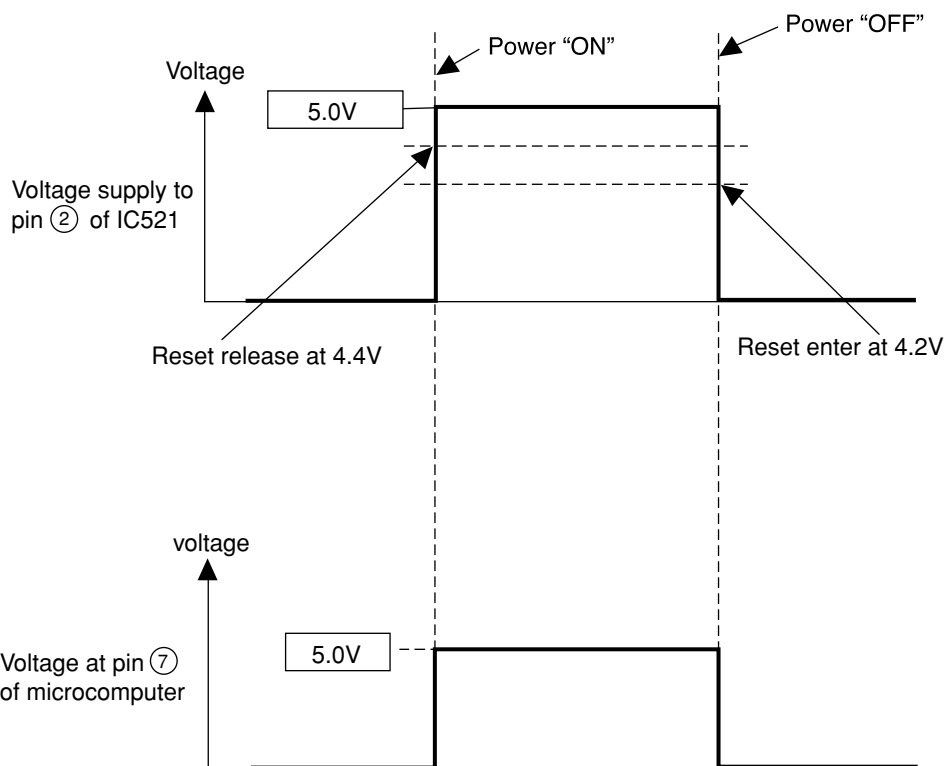 Power “OFF”
Power “ON”
Voltage
5.0V
Voltage supply to
pin ② of IC521
Reset release at 4.4V
Reset enter at 4.2V
voltage
5.0V
Voltage at pin ⑦
of microcomputer